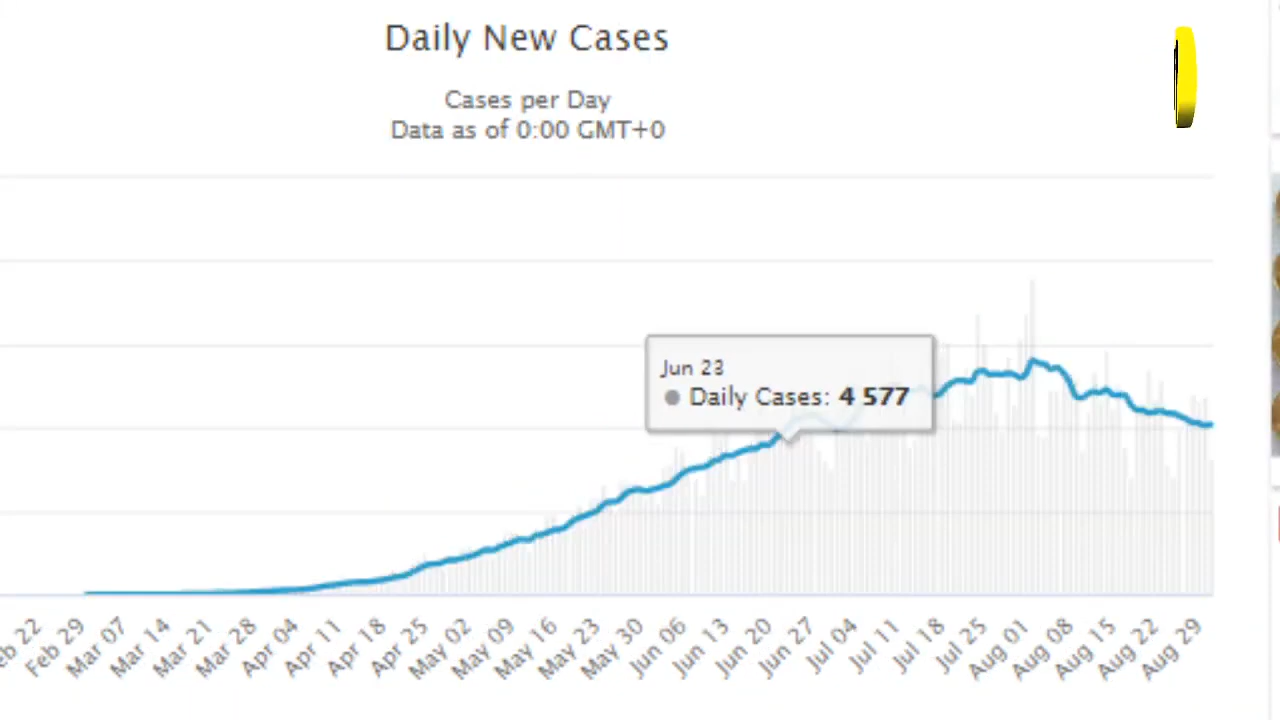 Daily New Cases
Cases per Day
Data as of 0:00 GMT+0
Jun 23
Daily Cases: 4 577
eb 22
Feb 29
Mar 07
Mar 14
Mar 21
Mar 28
Apr 04
Apr 11
Apr 18
Apr 25
May 02
May 09
May 16
May 23
May 30
Jun 06
Jun 13
Jun 20
Jun 27
Jul 04
Jul 11
Jul 18
Jul 25
Aug 01
Aug 08
Aug 15
Aug 22
Aug 29